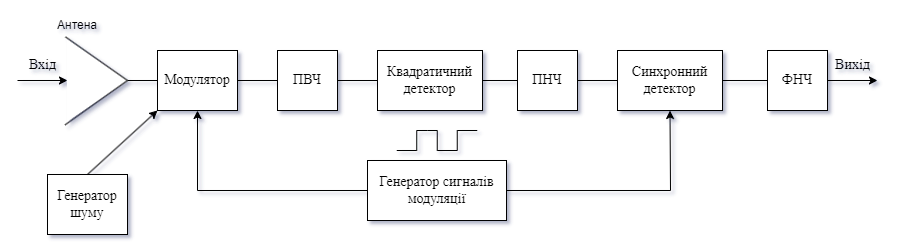 Антена
Вхід
Модулятор
ПВЧ
Квадратичний
детектор
ПНЧ
Синхронний
детектор
ФНЧ
Вихід
Генератор
шуму
Генератор сигналів
модуляції